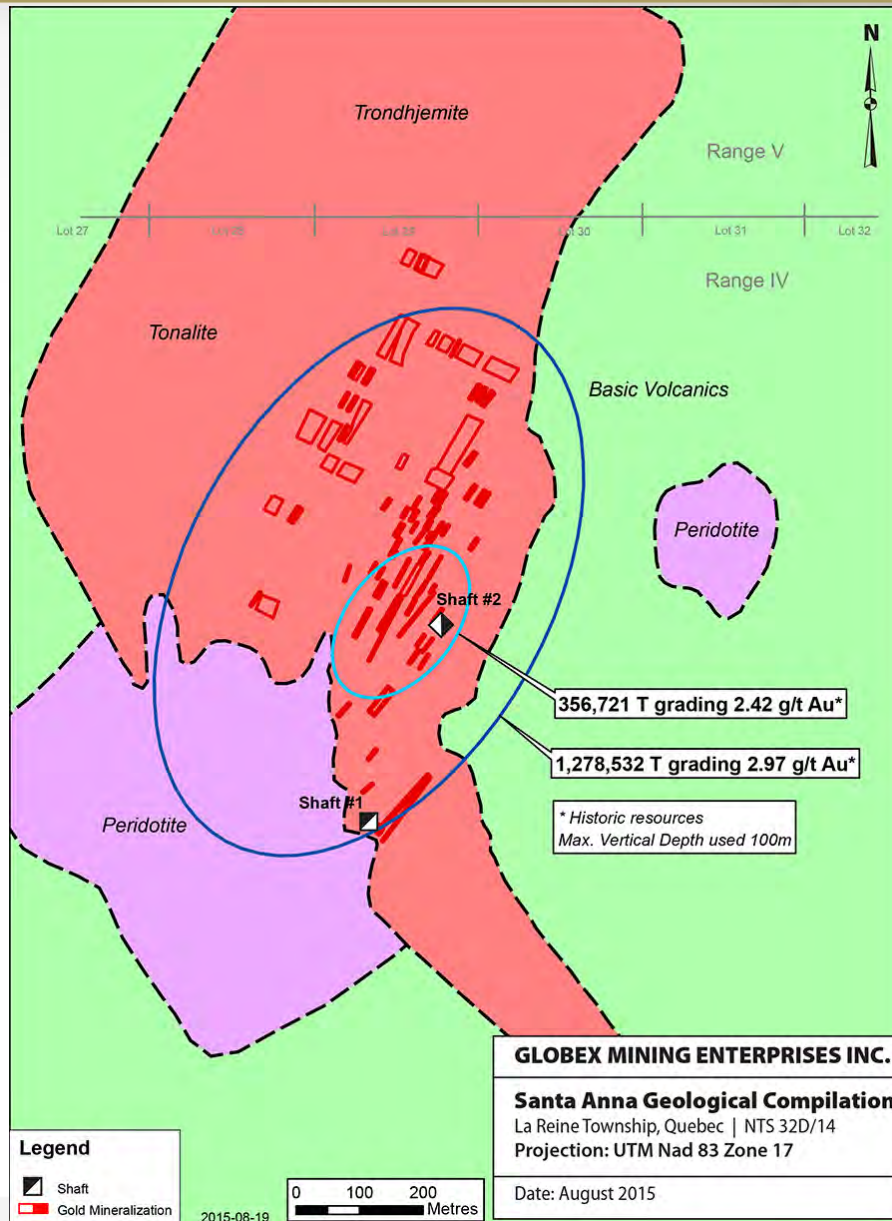 N
Trondhjemite
Range V
Lot 27
Lot 30
Lot 31
Lot 32
Range IV
Tonalite
Basic Volcanics
Peridotite
Shaft #2
356,721 T grading 2.42 g/t Au*
1,278,532 T grading 2.97 g/t Au*
Shaft #1
* Historic resources
Max. Vertical Depth used 100m
Peridotite
GLOBEX MINING ENTERPRISES INC.
Santa Anna Geological Compilation
La Reine Township, Quebec | NTS 32D/14
Projection: UTM Nad 83 Zone 17
Date: August 2015
Legend
Shaft
Gold Mineralization
2015-08-19
0 100 200
Metres